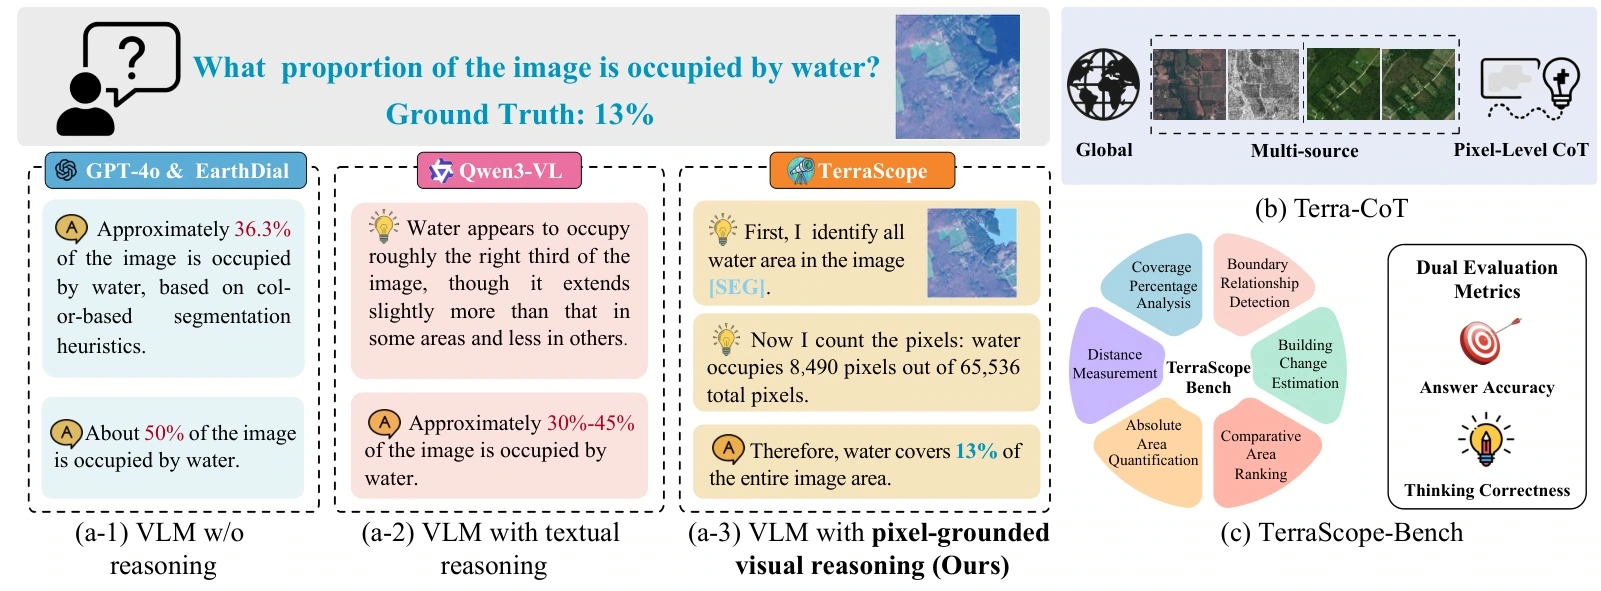 ?
What proportion of the image is occupied by water?
Ground Truth: 13%
GPT-4o & EarthDial
A Approximately 36.3%
of the image is occupied
by water, based on col-
or-based segmentation
heuristics.
A About 50% of the image
is occupied by water.
(a-1) VLM w/o
reasoning
Qwen3-VL
Water appears to occupy
roughly the right third of the
image, though it extends
slightly more than that in
some areas and less in others.
A Approximately 30%-45%
of the image is occupied by
water.
(a-2) VLM with textual
reasoning
TerraScope
First, I identify all
water area in the image
[SEG].
Now I count the pixels: water
occupies 8,490 pixels out of 65,536
total pixels.
A Therefore, water covers 13% of
the entire image area.
(a-3) VLM with pixel-grounded
visual reasoning (Ours)
Global
Multi-source
Pixel-Level CoT
(b) Terra-CoT
Coverage
Percentage
Analysis
Boundary
Relationship
Detection
Distance
Measurement
TerraScope
Bench
Building
Change
Estimation
Absolute
Area
Quantification
Comparative
Area
Ranking
Dual Evaluation
Metrics
Answer Accuracy
Thinking Correctness
(c) TerraScope-Bench